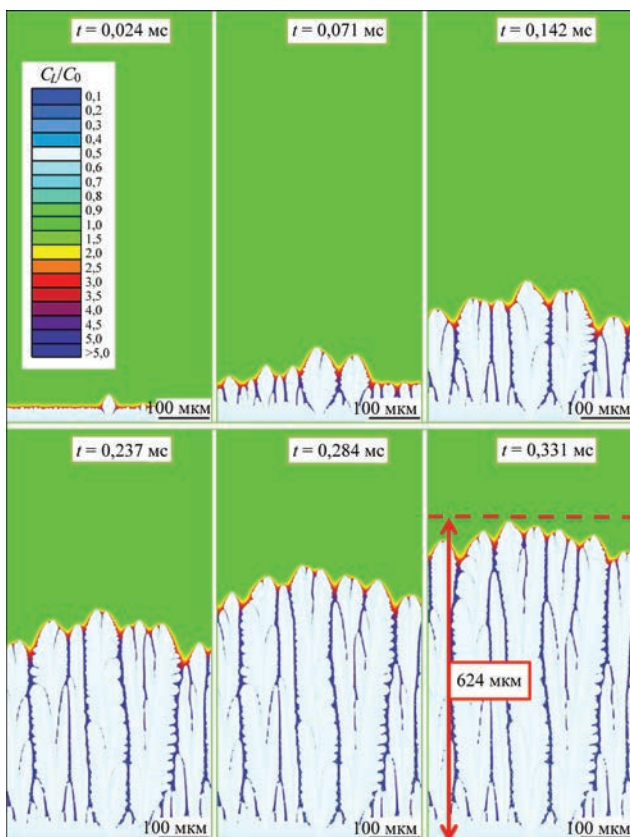 t = 0,024 мс
t = 0,071 мс
t = 0,142 мс
C_L/C_0
0,1
0,2
0,3
0,4
0,5
0,6
0,7
0,8
0,9
1,0
1,5
2,0
2,5
3,0
3,5
4,0
4,5
5,0
>5,0
100 мкм
100 мкм
100 мкм
t = 0,237 мс
t = 0,284 мс
t = 0,331 мс
624 мкм
100 мкм
100 мкм
100 мкм